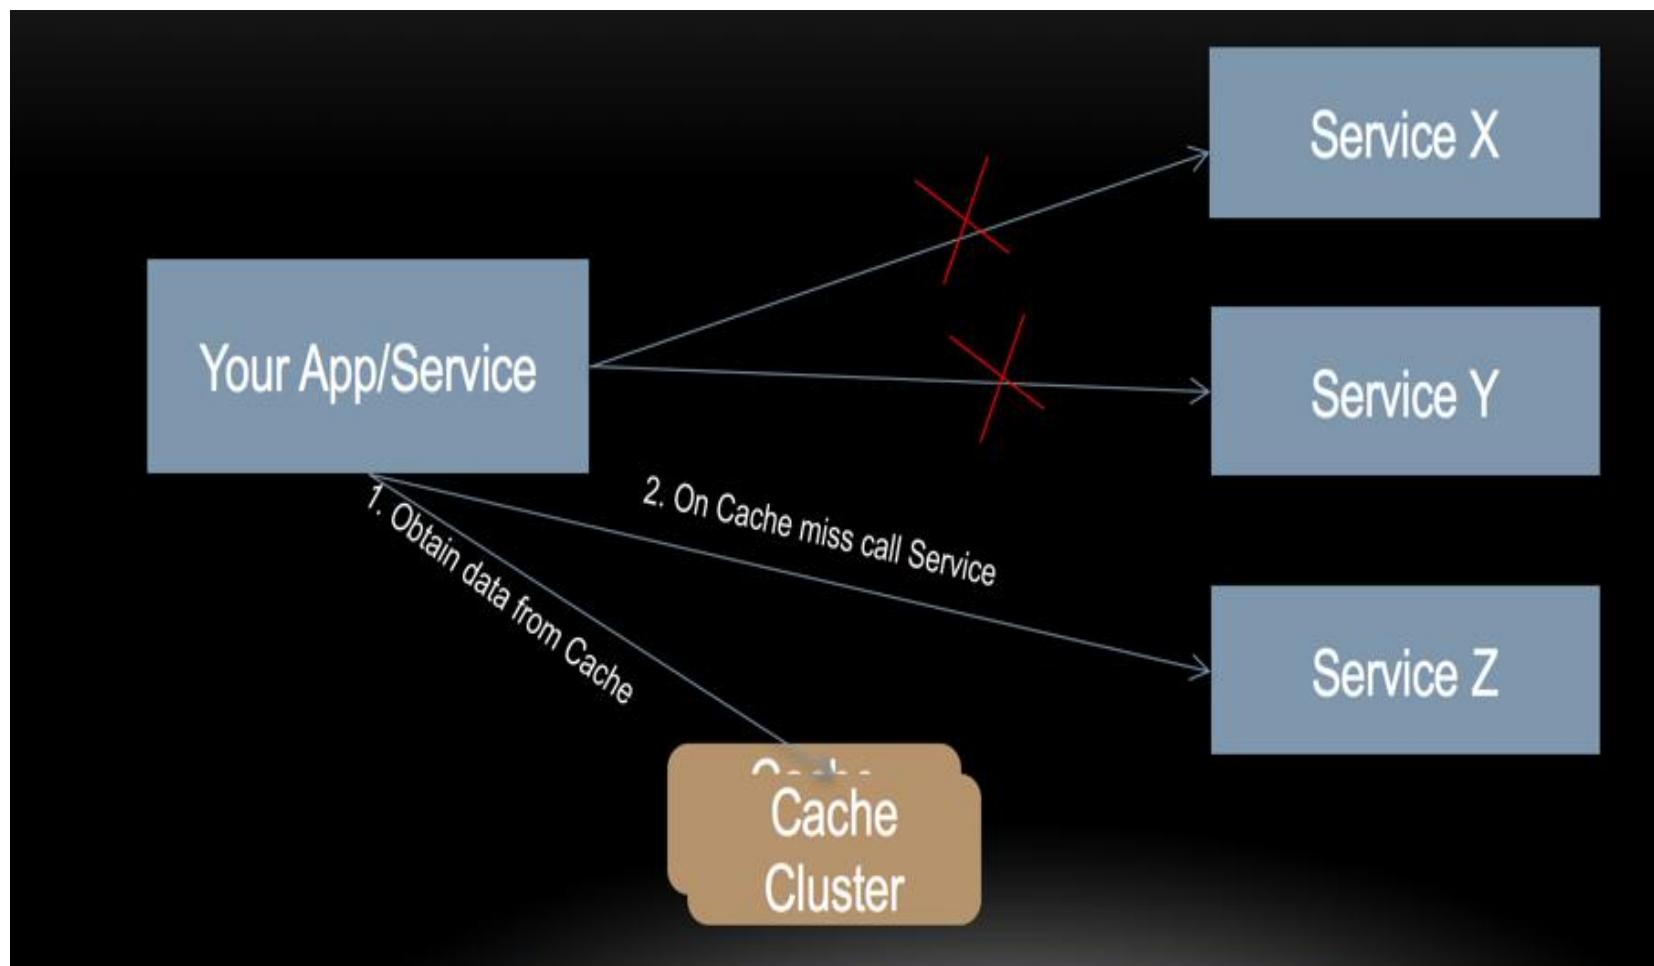 Service X
Your App/Service
Service Y
2. On Cache miss call Service
1. Obtain data from Cache
Service Z
Cache
Cluster